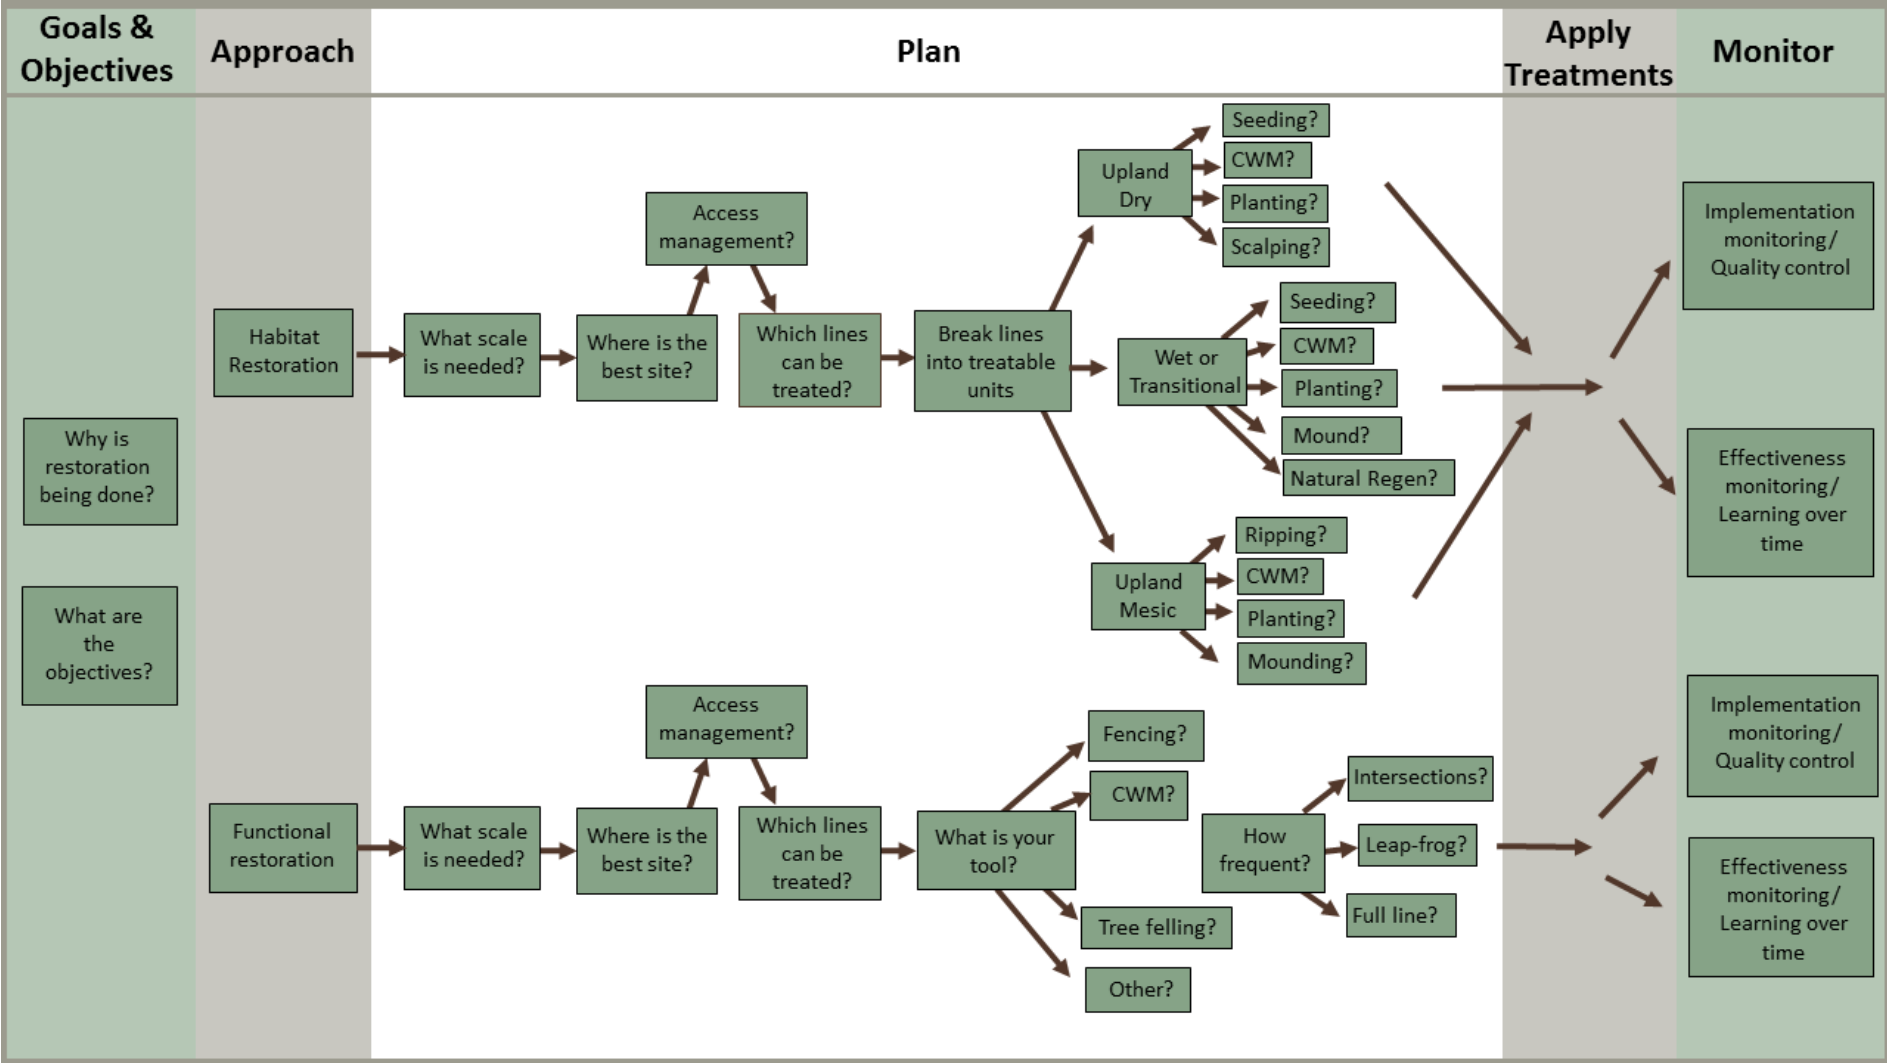 Goals &
Objectives
Approach
Plan
Apply
Treatments
Monitor
Why is
restoration
being done?
What are
the
objectives?
Habitat
Restoration
What scale
is needed?
Where is the
best site?
Access
management?
Which lines
can be
treated?
Break lines
into treatable
units
Upland
Dry
Seeding?
CWM?
Planting?
Scalping?
Wet or
Transitional
Seeding?
CWM?
Planting?
Mound?
Natural Regen?
Upland
Mesic
Ripping?
CWM?
Planting?
Mounding?
Implementation
monitoring/
Quality control
Effectiveness
monitoring/
Learning over
time
Functional
restoration
What scale
is needed?
Where is the
best site?
Access
management?
Which lines
can be
treated?
What is your
tool?
Fencing?
CWM?
Tree felling?
Other?
How
frequent?
Intersections?
Leap-frog?
Full line?
Implementation
monitoring/
Quality control
Effectiveness
monitoring/
Learning over
time